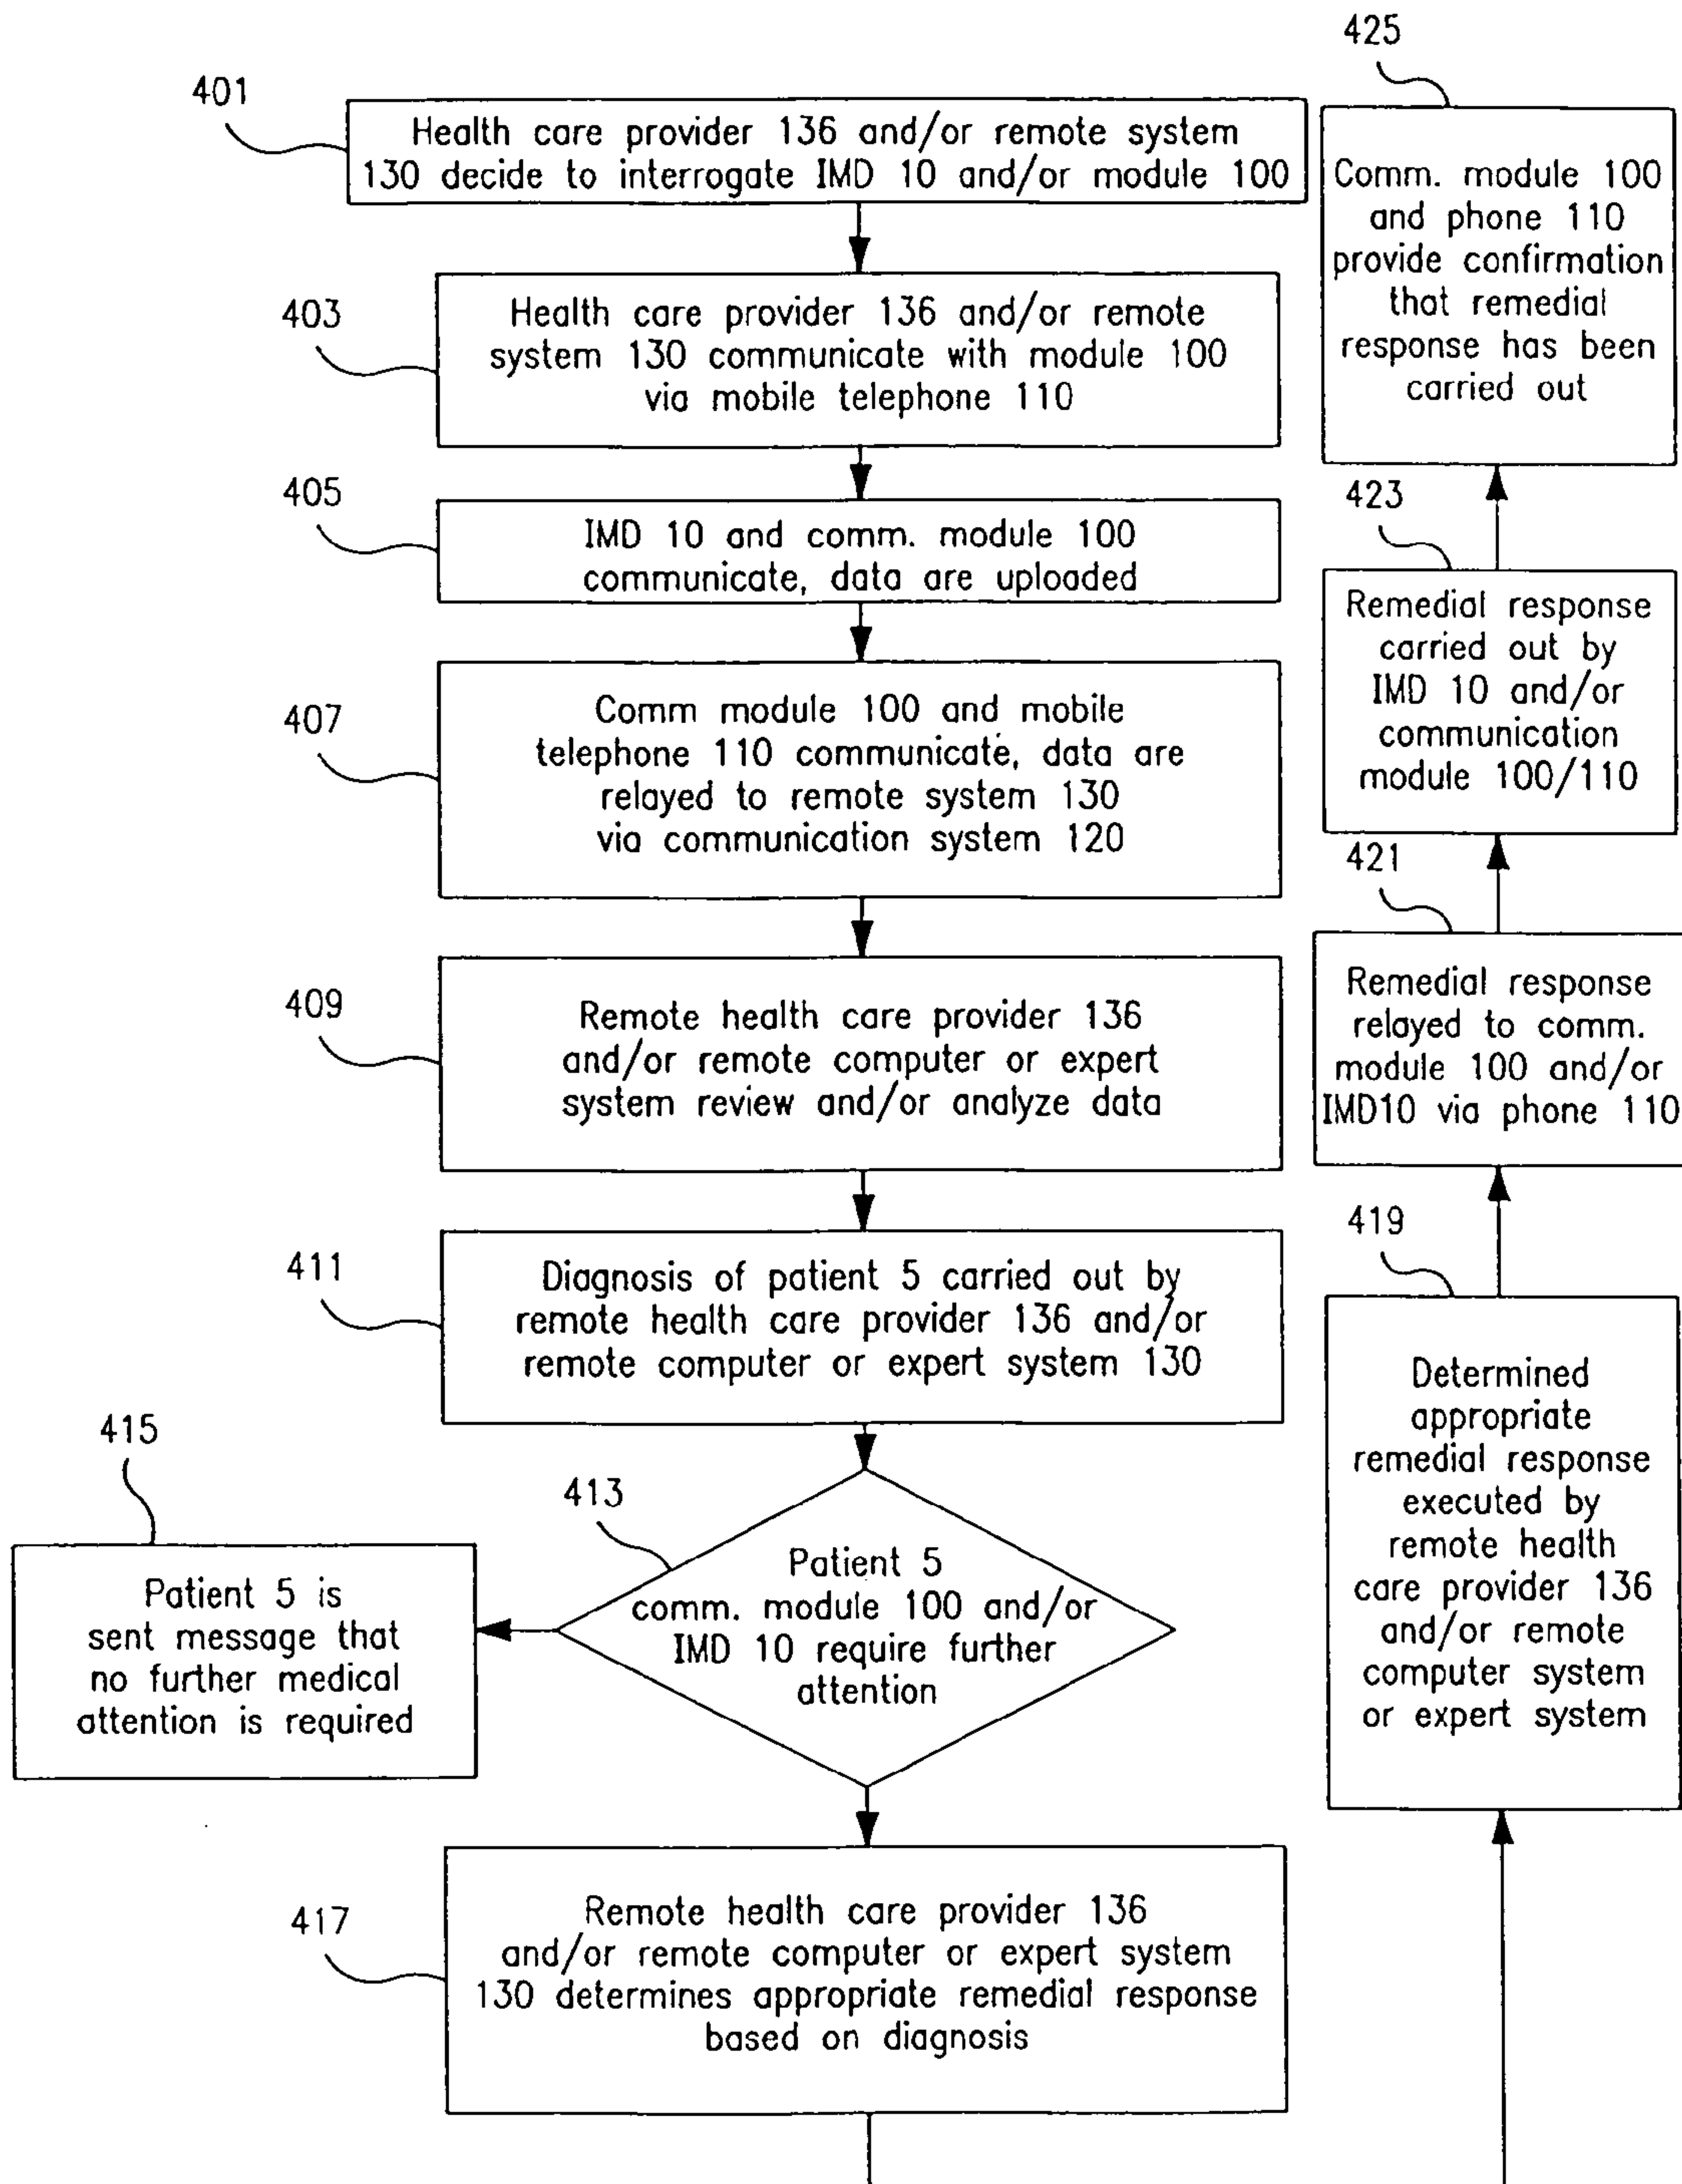 401
Health care provider 136 and/or remote system
130 decide to interrogate IMD 10 and/or module 100
403
Health care provider 136 and/or remote
system 130 communicate with module 100
via mobile telephone 110
405
IMD 10 and comm. module 100
communicate, data are uploaded
407
Comm module 100 and mobile
telephone 110 communicate, data are
relayed to remote system 130
via communication system 120
409
Remote health care provider 136
and/or remote computer or expert
system review and/or analyze data
411
Diagnosis of patient 5 carried out by
remote health care provider 136 and/or
remote computer or expert system 130
413
Patient 5
comm. module 100 and/or
IMD 10 require further
attention
415
Patient 5 is
sent message that
no further medical
attention is required
417
Remote health care provider 136
and/or remote computer or expert system
130 determines appropriate remedial response
based on diagnosis
419
Determined
appropriate
remedial response
executed by
remote health
care provider 136
and/or remote
computer system
or expert system
421
Remedial response
relayed to comm.
module 100 and/or
IMD10 via phone 110
423
Remedial response
carried out by
IMD 10 and/or
communication
module 100/110
425
Comm. module 100
and phone 110
provide confirmation
that remedial
response has been
carried out